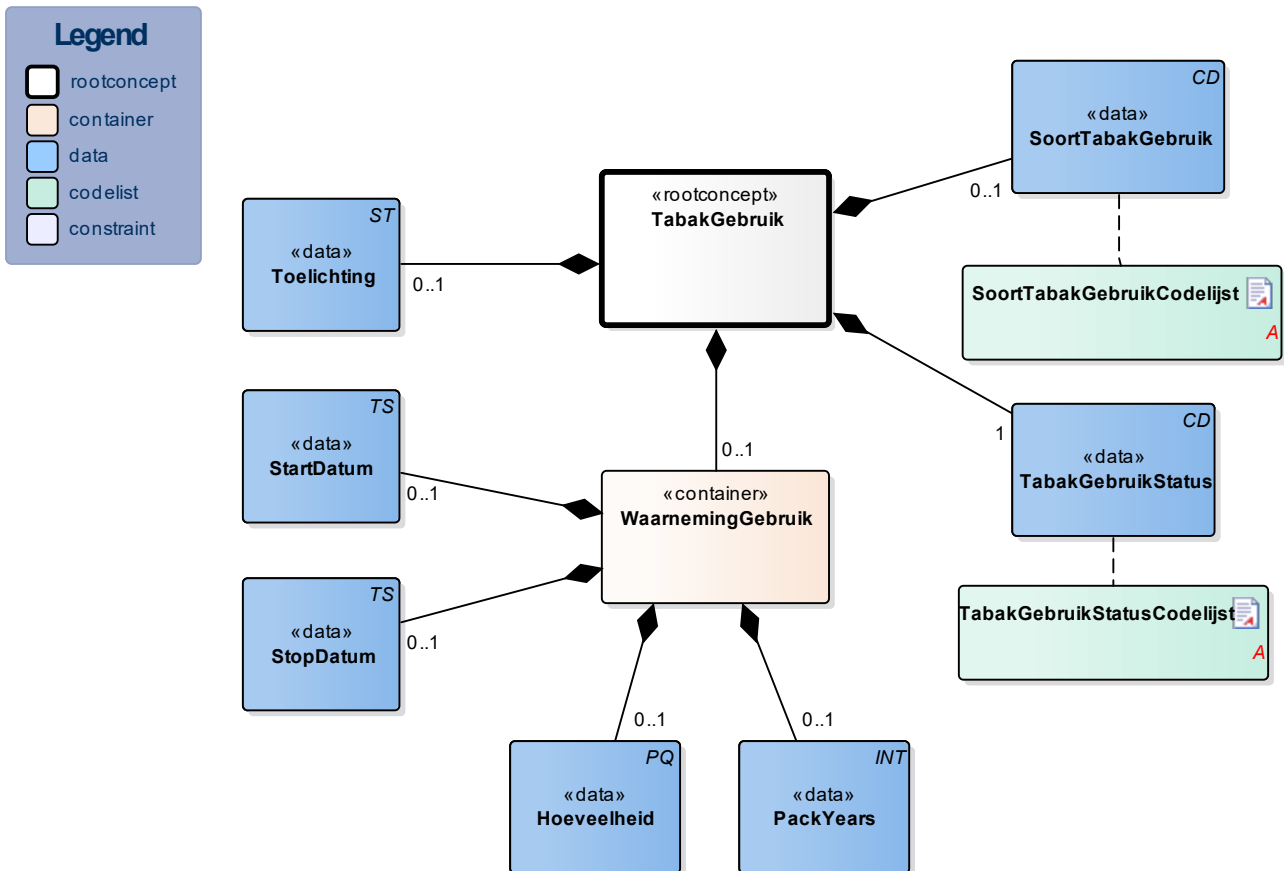 Legend
rootconcept
container
data
codelist
constraint
CD
«data»
SoortTabakGebruik
0..1
«rootconcept»
TabakGebruik
ST
«data»
Toelichting
0..1
SoortTabakGebruikCodelijst
A
TS
«data»
StartDatum
0..1
0..1
«container»
WaarnemingGebruik
CD
«data»
TabakGebruikStatus
1
TS
«data»
StopDatum
0..1
TabakGebruikStatusCodelijst
A
0..1
0..1
PQ
«data»
Hoeveelheid
INT
«data»
PackYears